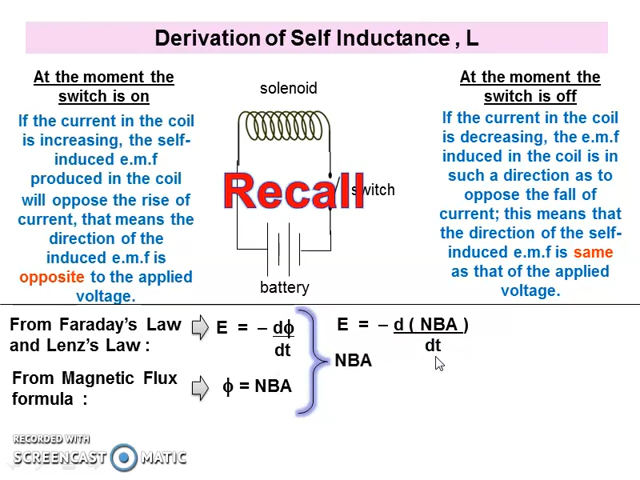 Derivation of Self Inductance , L
At the moment the
switch is on
If the current in the coil
is increasing, the self-
induced e.m.f
produced in the coil
will oppose the rise of
current, that means the
direction of the
induced e.m.f is
opposite to the applied
voltage.
solenoid
Recall
switch
battery
At the moment the
switch is off
If the current in the coil
is decreasing, the e.m.f
induced in the coil is in
such a direction as to
oppose the fall of
current; this means that
the direction of the self-
induced e.m.f is same
as that of the applied
voltage.
From Faraday's Law
and Lenz's Law :
E = – dϕ
dt
From Magnetic Flux
formula :
ϕ = NBA
E = – d ( NBA )
dt
NBA
RECORDED WITH
SCREENCAST MATIC